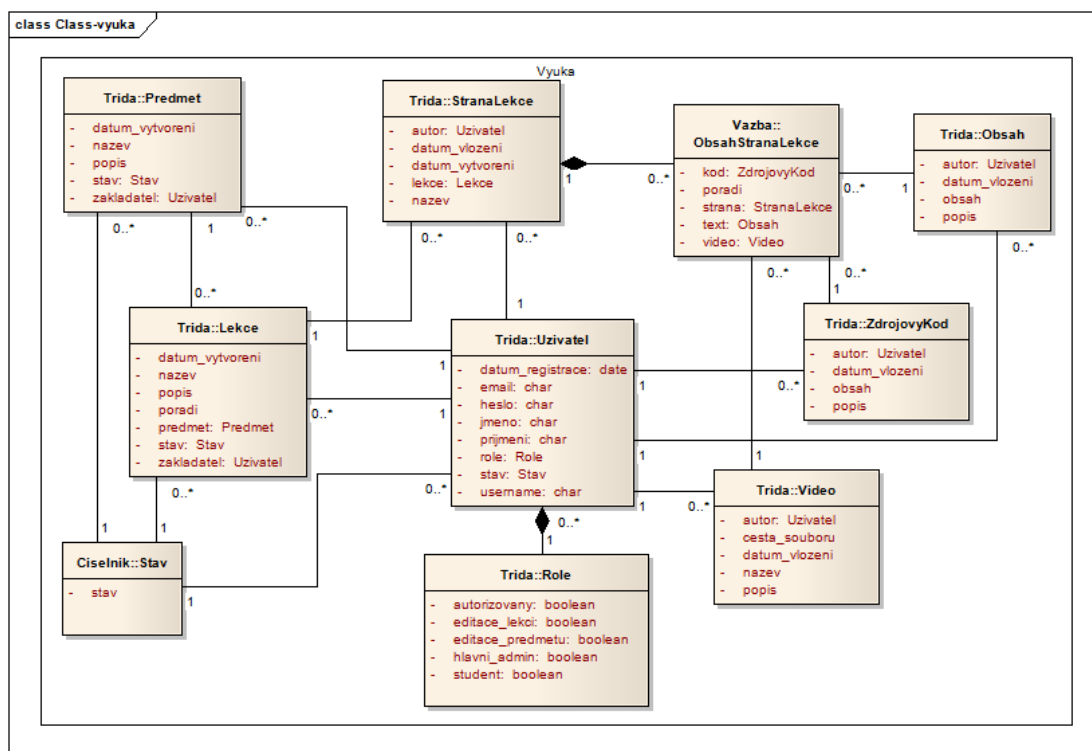 class Class-vyuka
Vyuka
Trida::Predmet
- datum_vytvoreni
- nazev
- popis
- stav: Stav
- zakladatel: Uzivatel
Trida::StranaLekce
- autor: Uzivatel
- datum_vlozeni
- datum_vytvoreni
- lekce: Lekce
- nazev
Vazba::
ObsahStranaLekce
- kod: ZdrojovyKod
- poradi
- strana: StranaLekce
- text: Obsah
- video: Video
Trida::Obsah
- autor: Uzivatel
- datum_vlozeni
- obsah
- popis
1
0..*
0..*
1
0..*
1
0..*
0..*
0..*
0..*
0..*
0..*
0..*
Trida::Lekce
- datum_vytvoreni
- nazev
- popis
- poradi
- predmet: Predmet
- stav: Stav
- zakladatel: Uzivatel
1
1
1
0..*
1
Trida::Uzivatel
- datum_registrace: date
- email: char
- heslo: char
- jmeno: char
- prijmeni: char
- role: Role
- stav: Stav
- username: char
1
Trida::ZdrojovyKod
- autor: Uzivatel
- datum_vlozeni
- obsah
- popis
1
0..*
1
1
1
0..*
0..*
0..*
Trida::Video
- autor: Uzivatel
- cesta_souboru
- datum_vlozeni
- nazev
- popis
1
1
0..*
1
Ciselnik::Stav
- stav
1
Trida::Role
- autorizovany: boolean
- editace_lekci: boolean
- editace_predmetu: boolean
- hlavni_admin: boolean
- student: boolean